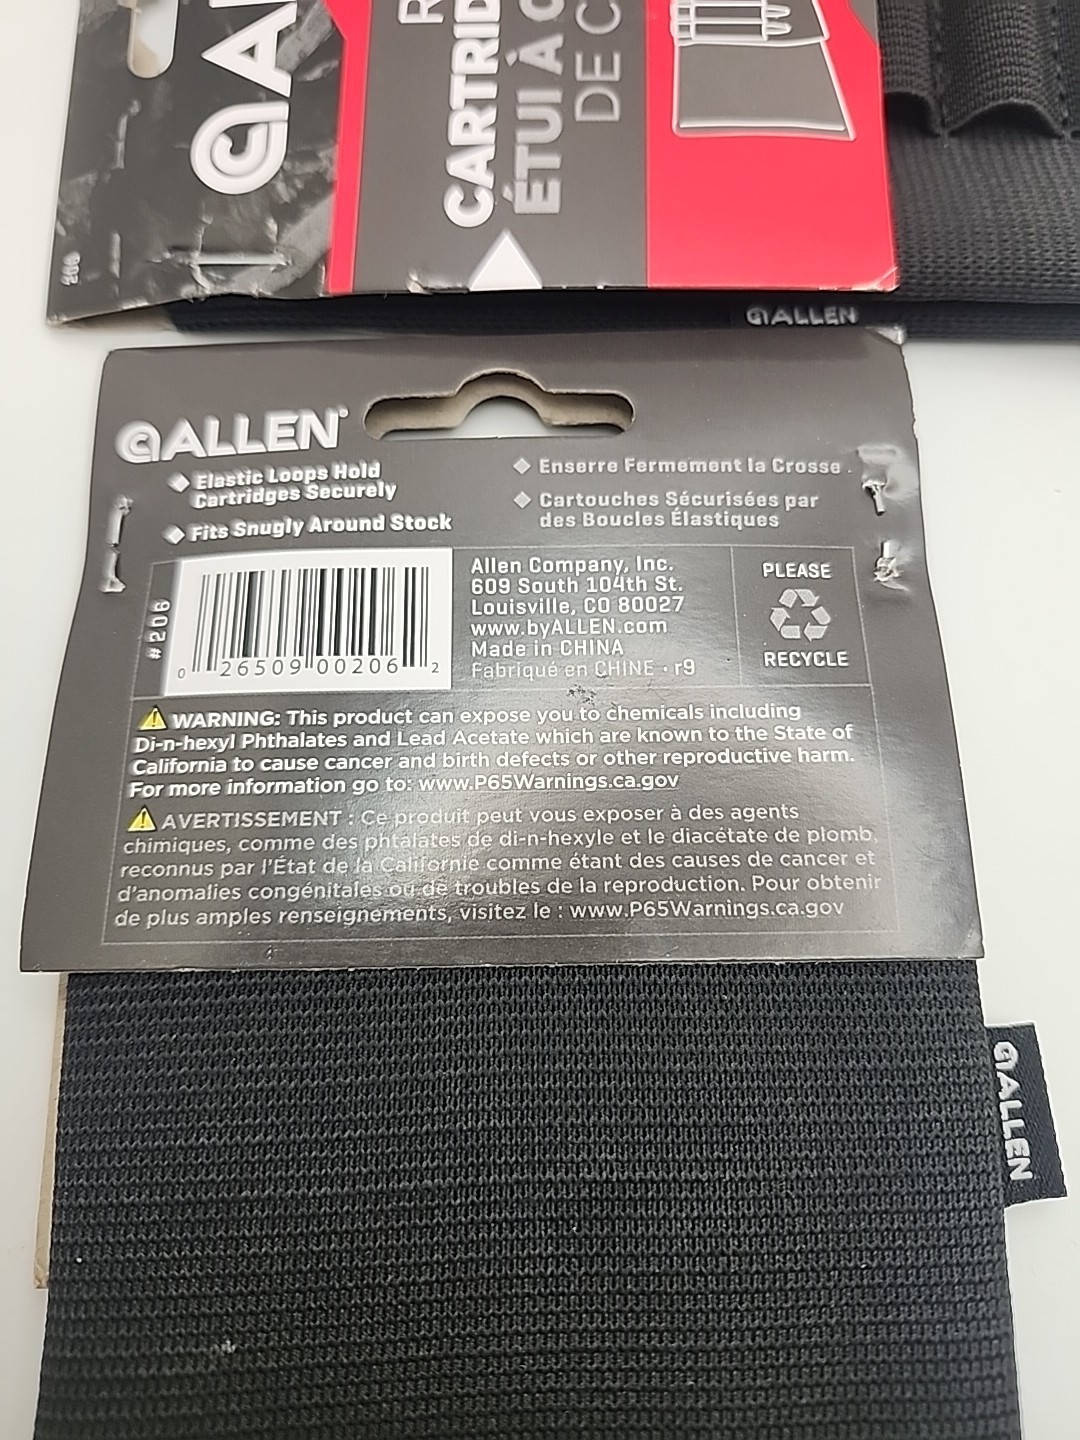 ALLEN
ÉTUI À
206
ALLEN
ALLEN
Elastic Loops Hold
Cartridges Securely
Fits Snugly Around Stock
Enserre Fermement la Crosse
Cartouches Sécurisées par
des Boucles Élastiques
#206
0 26509 00206 2
Allen Company, Inc.
609 South 104th St.
Louisville, CO 80027
www.byALLEN.com
Made in CHINA
Fabriqué en CHINE · r9
PLEASE
RECYCLE
WARNING: This product can expose you to chemicals including
Di-n-hexyl Phthalates and Lead Acetate which are known to the State of
California to cause cancer and birth defects or other reproductive harm.
For more information go to: www.P65Warnings.ca.gov
AVERTISSEMENT : Ce produit peut vous exposer à des agents
chimiques, comme des phtalates de di-n-hexyle et le diacétate de plomb,
reconnus par l'État de la Californie comme étant des causes de cancer et
d'anomalies congénitales ou de troubles de la reproduction. Pour obtenir
de plus amples renseignements, visitez le : www.P65Warnings.ca.gov
ALLEN